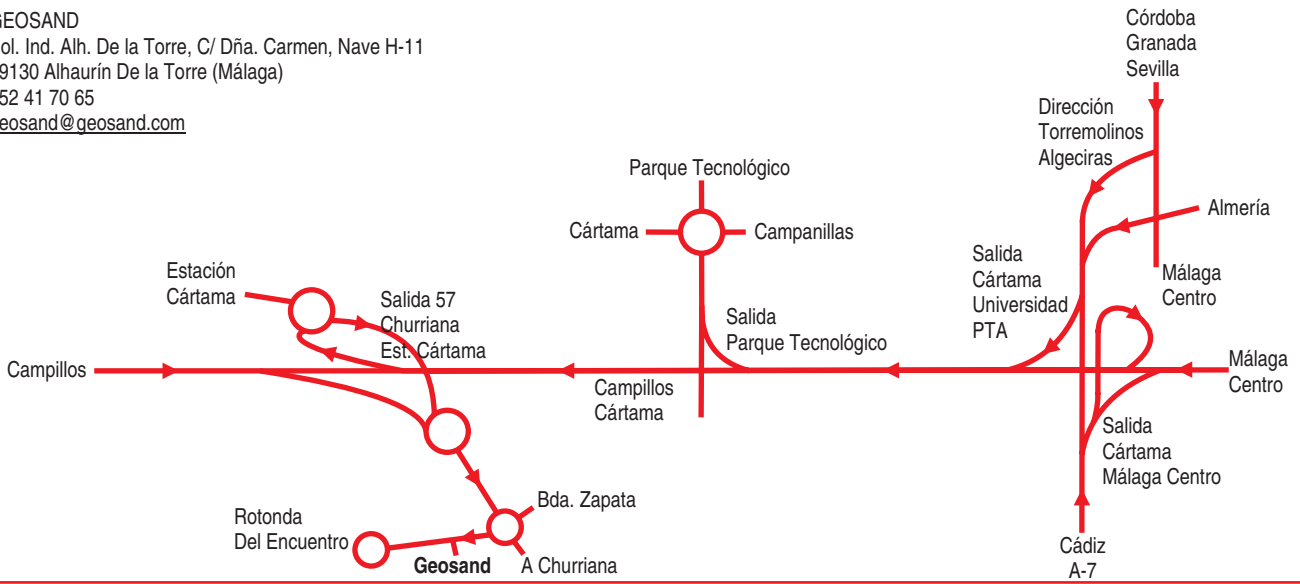 GEOSAND
ol. Ind. Alh. De la Torre, C/ Dña. Carmen, Nave H-11
9130 Alhaurín De la Torre (Málaga)
52 41 70 65
eosand@geosand.com
Córdoba
Granada
Sevilla
Dirección
Torremolinos
Algeciras
Parque Tecnológico
Almería
Cártama
Campanillas
Salida
Cártama
Universidad
PTA
Málaga
Centro
Estación
Cártama
Salida 57
Churriana
Est. Cártama
Salida
Parque Tecnológico
Campillos
Campillos
Cártama
Málaga
Centro
Salida
Cártama
Málaga Centro
Bda. Zapata
Rotonda
Del Encuentro
Geosand
A Churriana
Cádiz
A-7